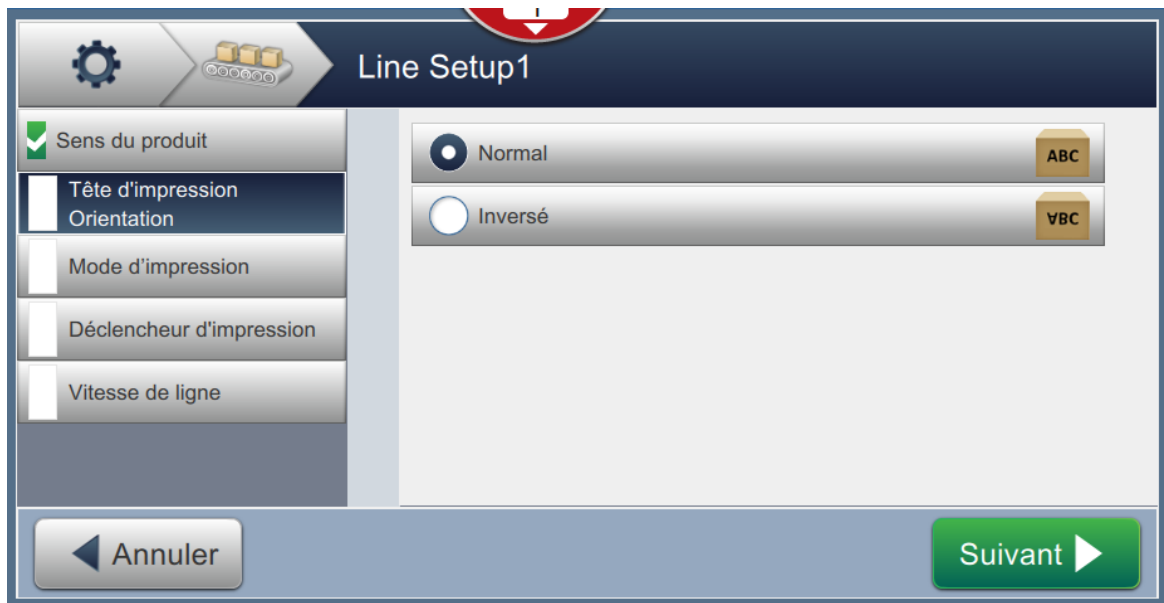 Line Setup1
Sens du produit
Tête d'impression
Orientation
Mode d’impression
Déclencheur d'impression
Vitesse de ligne
Normal
ABC
Inversé
∀BC
Annuler
Suivant